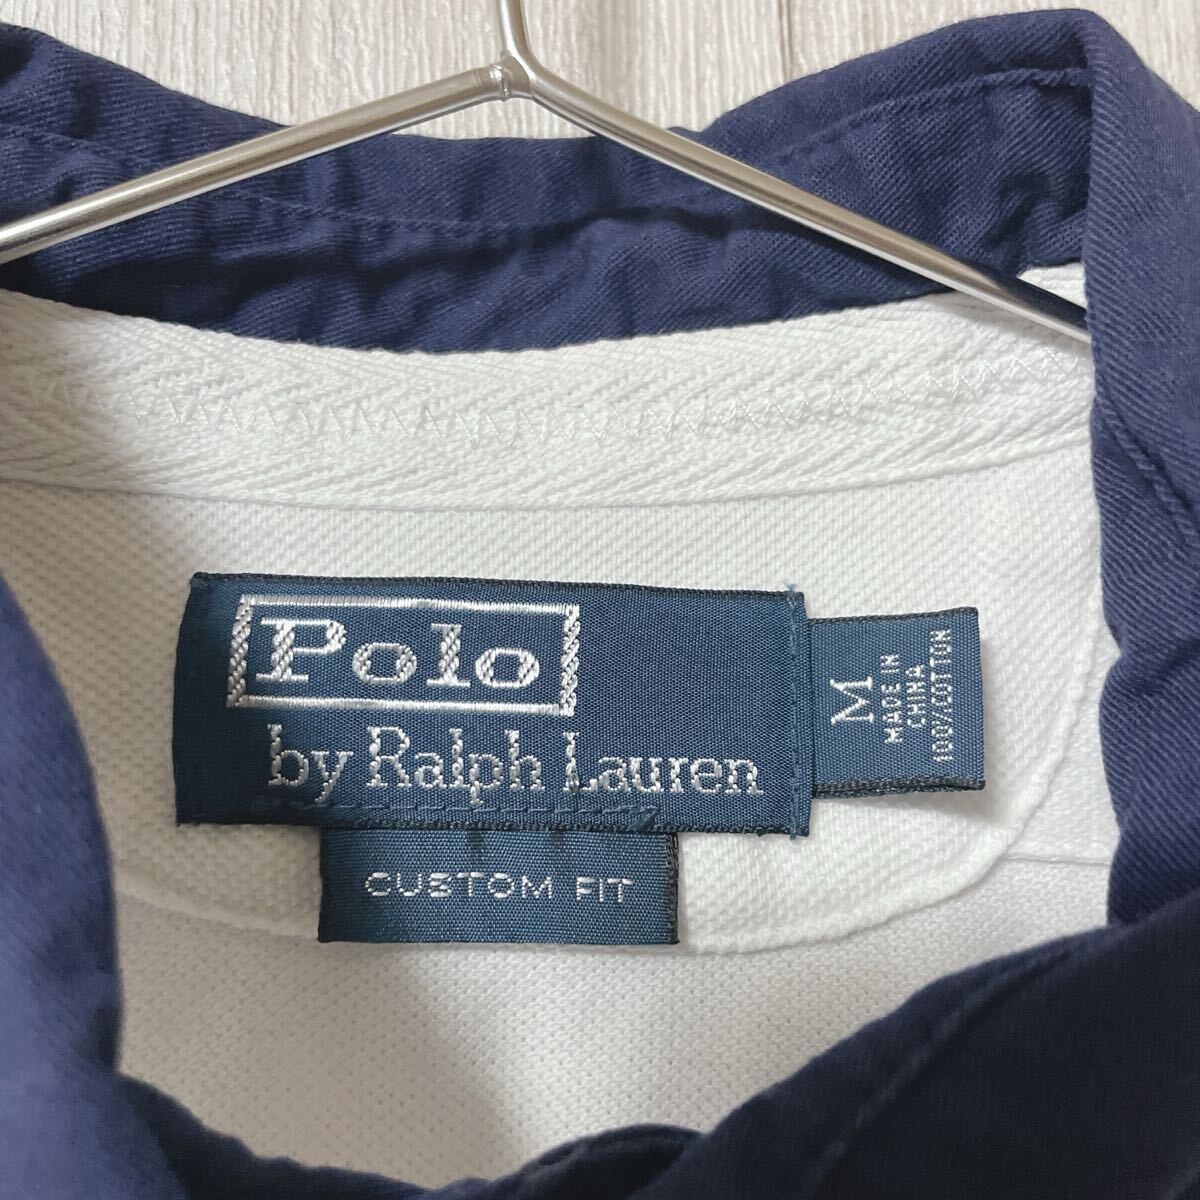 Polo
by Ralph Lauren
CUSTOM FIT
M
MADE IN
CHINA
100% COTTON